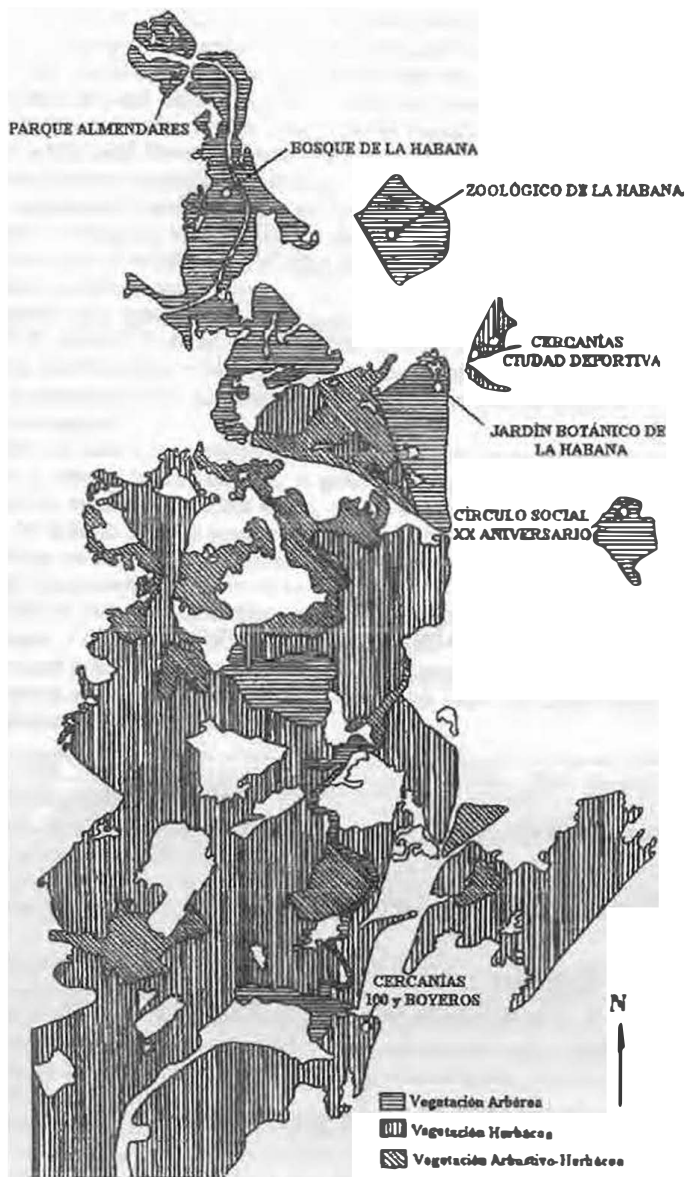 PARQUE ALMENDARES
BOSQUE DE LA HABANA
ZOOLÓGICO DE LA HABANA
CERCANÍAS
CIUDAD DEPORTIVA
JARDÍN BOTÁNICO DE
LA HABANA
CÍRCULO SOCIAL
XX ANIVERSARIO
CERCANÍAS
100 y BOYEROS
N
Vegetación Arbórea
Vegetación Herbácea
Vegetación Arbustivo-Herbácea